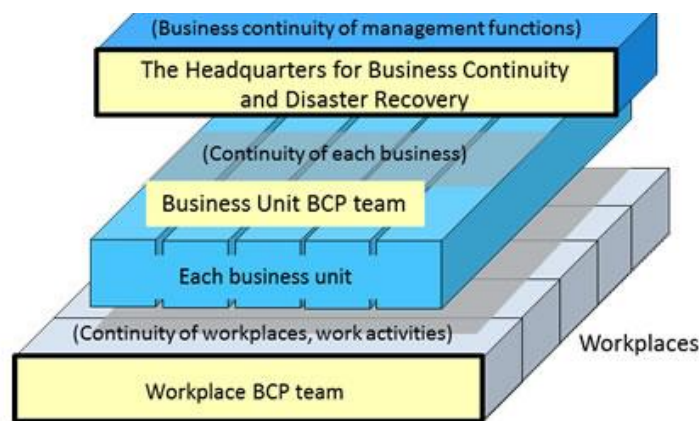 (Business continuity of management functions)
The Headquarters for Business Continuity
and Disaster Recovery
(Continuity of each business)
Business Unit BCP team
Each business unit
(Continuity of workplaces, work activities)
Workplaces
Workplace BCP team